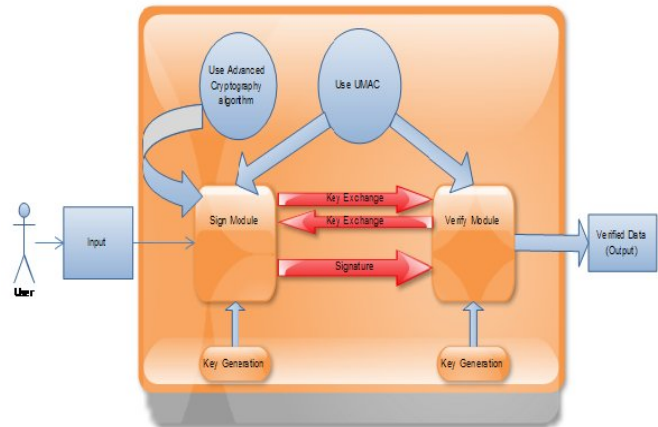 Use Advanced
Cryptography
algorithm
Use UMAC
Key Exchange
Sign Module
Key Exchange
Verify Module
Input
Verified Data
(Output)
Signature
User
Key Generation
Key Generation